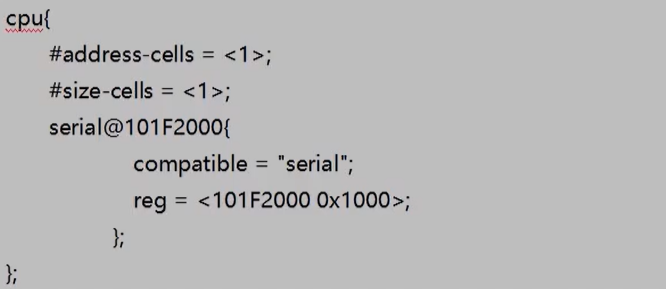 cpu{
#address-cells = <1>;
#size-cells = <1>;
serial@101F2000{
compatible = "serial";
reg = <101F2000 0x1000>;
};
};